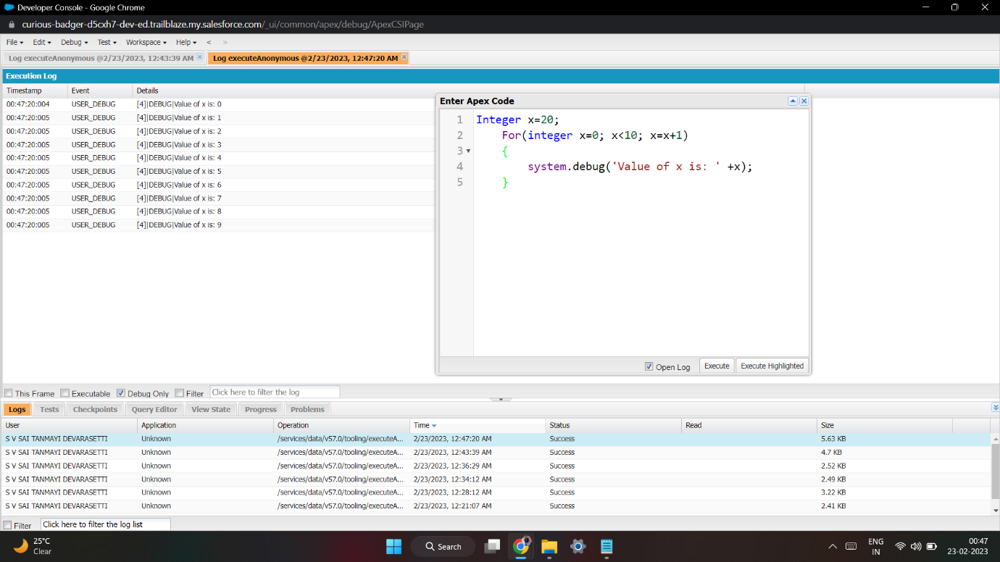 Developer Console - Google Chrome
curious-badger-d5cxh7-dev-ed.trailblaze.my.salesforce.com/_ui/common/apex/debug/ApexCSIPage
File Edit Debug Test Workspace Help < >
Log executeAnonymous @2/23/2023, 12:43:39 AM Log executeAnonymous @2/23/2023, 12:47:20 AM
Execution Log
Timestamp Event Details
00:47:20:004 USER_DEBUG [4]|DEBUG|Value of x is: 0
00:47:20:005 USER_DEBUG [4]|DEBUG|Value of x is: 1
00:47:20:005 USER_DEBUG [4]|DEBUG|Value of x is: 2
00:47:20:005 USER_DEBUG [4]|DEBUG|Value of x is: 3
00:47:20:005 USER_DEBUG [4]|DEBUG|Value of x is: 4
00:47:20:005 USER_DEBUG [4]|DEBUG|Value of x is: 5
00:47:20:005 USER_DEBUG [4]|DEBUG|Value of x is: 6
00:47:20:005 USER_DEBUG [4]|DEBUG|Value of x is: 7
00:47:20:005 USER_DEBUG [4]|DEBUG|Value of x is: 8
00:47:20:005 USER_DEBUG [4]|DEBUG|Value of x is: 9
Enter Apex Code
1 Integer x=20;
2 For(integer x=0; x<10; x=x+1)
3 {
4 system.debug('Value of x is: ' +x);
5 }
Open Log Execute Execute Highlighted
This Frame Executable Debug Only Filter Click here to filter the log
Logs Tests Checkpoints Query Editor View State Progress Problems
User Application Operation Time Status Read Size
S V SAI TANMAYI DEVARASETTI Unknown /services/data/v57.0/tooling/executeA... 2/23/2023, 12:47:20 AM Success 5.63 KB
S V SAI TANMAYI DEVARASETTI Unknown /services/data/v57.0/tooling/executeA... 2/23/2023, 12:43:39 AM Success 4.7 KB
S V SAI TANMAYI DEVARASETTI Unknown /services/data/v57.0/tooling/executeA... 2/23/2023, 12:36:29 AM Success 2.52 KB
S V SAI TANMAYI DEVARASETTI Unknown /services/data/v57.0/tooling/executeA... 2/23/2023, 12:34:12 AM Success 2.49 KB
S V SAI TANMAYI DEVARASETTI Unknown /services/data/v57.0/tooling/executeA... 2/23/2023, 12:28:12 AM Success 3.22 KB
S V SAI TANMAYI DEVARASETTI Unknown /services/data/v57.0/tooling/executeA... 2/23/2023, 12:21:07 AM Success 2.41 KB
Filter Click here to filter the log list
25°C
Clear
Search
ENG
IN
00:47
23-02-2023